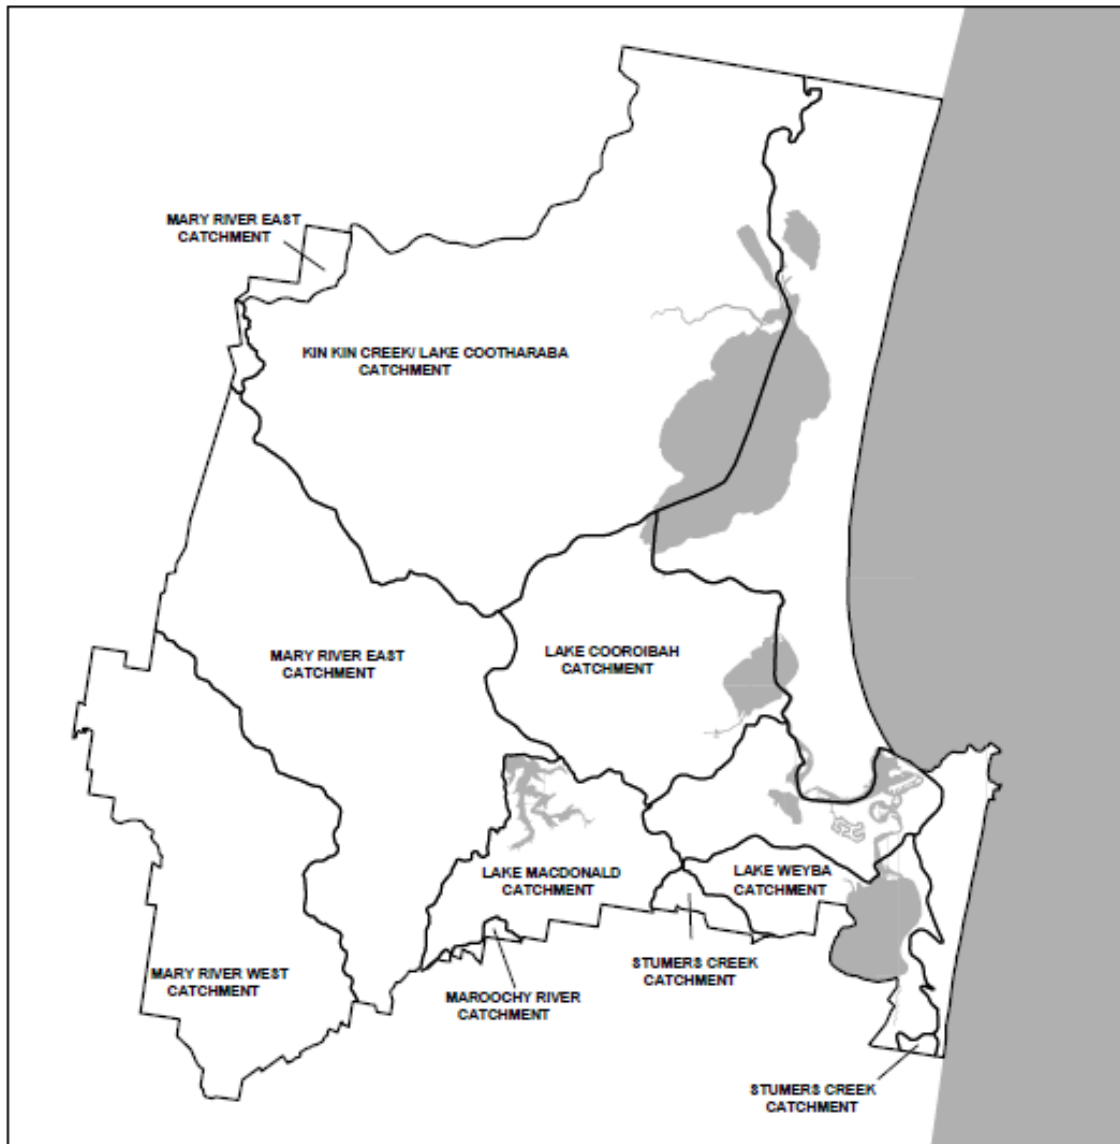 MARY RIVER EAST
CATCHMENT
KIN KIN CREEK/ LAKE COOTHARABA
CATCHMENT
MARY RIVER EAST
CATCHMENT
LAKE COOROIBAH
CATCHMENT
LAKE MACDONALD
CATCHMENT
LAKE WEYBA
CATCHMENT
MARY RIVER WEST
CATCHMENT
STUMERS CREEK
CATCHMENT
MAROOCHY RIVER
CATCHMENT
STUMERS CREEK
CATCHMENT